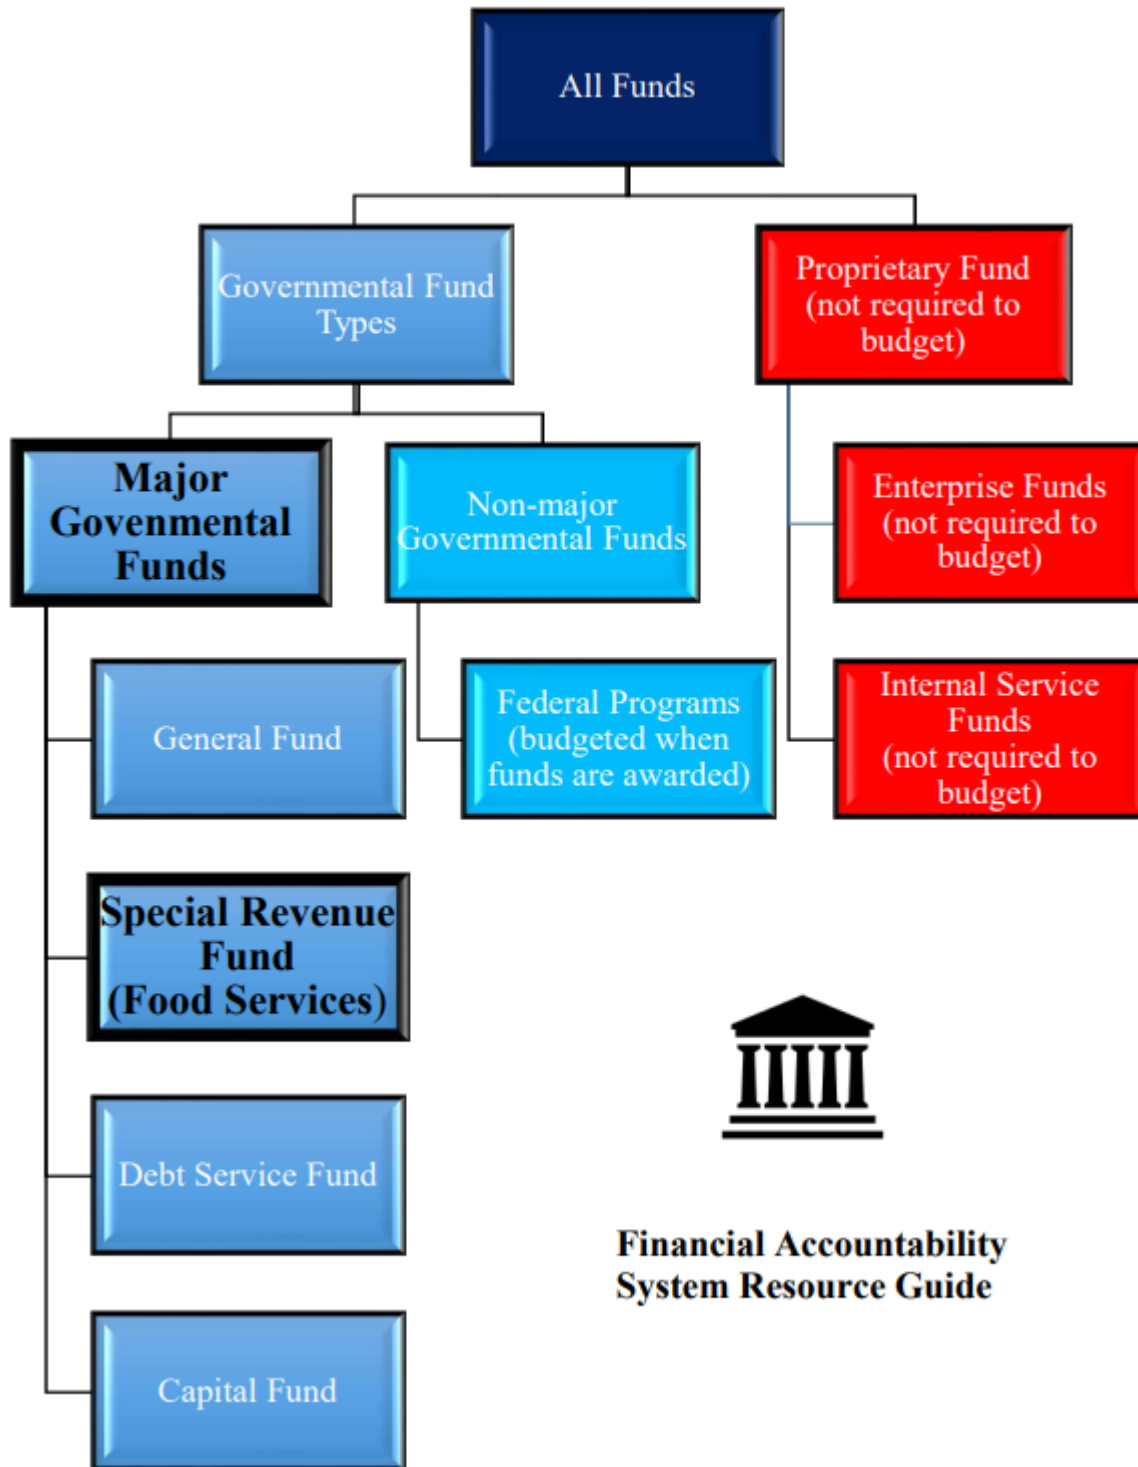 All Funds
Governmental Fund
Types
Proprietary Fund
(not required to
budget)
Major
Govenmental
Funds
Non-major
Governmental Funds
Enterprise Funds
(not required to
budget)
General Fund
Federal Programs
(budgeted when
funds are awarded)
Internal Service
Funds
(not required to
budget)
Special Revenue
Fund
(Food Services)
Debt Service Fund
Capital Fund
Financial Accountability
System Resource Guide